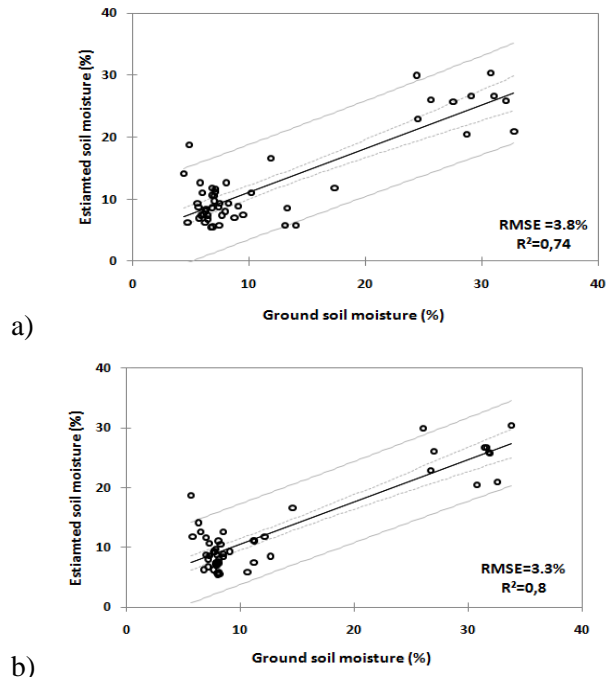 Estiamted soil moisture (%)
40
30
20
10
0
RMSE =3.8%
R²=0,74
0
10
20
30
40
Ground soil moisture (%)
a)
Estiamted soil moisture (%)
40
30
20
10
0
RMSE=3.3%
R²=0,8
0
10
20
30
40
Ground soil moisture (%)
b)